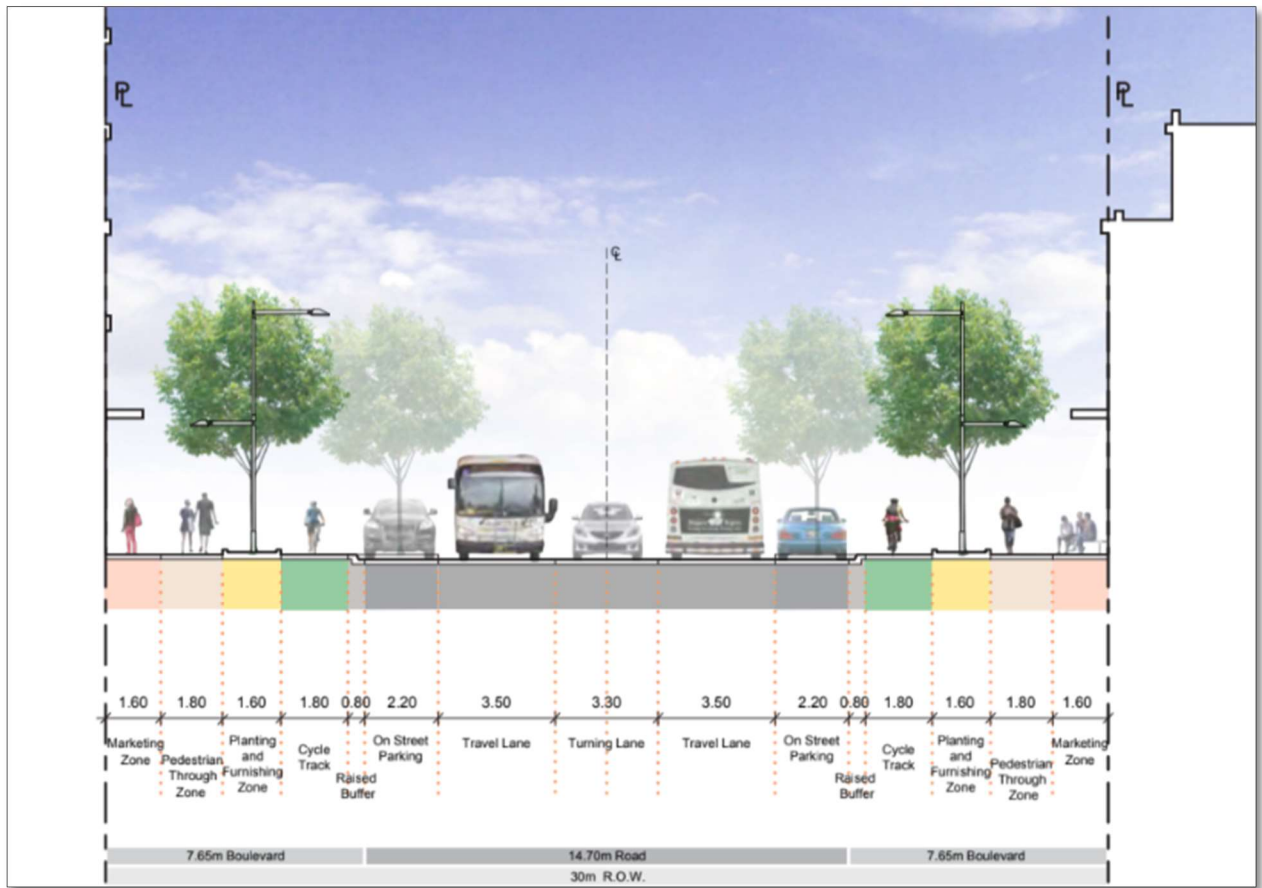 PL
PL
CL
1.60 1.80 1.60 1.80 0.80 2.20 3.50 3.30 3.50 2.20 0.80 1.80 1.60 1.80 1.60
Marketing
Zone
Pedestrian
Through
Zone
Planting
and
Furnishing
Zone
Cycle
Track
Raised
Buffer
On Street
Parking
Travel Lane
Turning Lane
Travel Lane
On Street
Parking
Raised
Buffer
Cycle
Track
Planting
and
Furnishing
Zone
Pedestrian
Through
Zone
Marketing
Zone
7.65m Boulevard
14.70m Road
7.65m Boulevard
30m R.O.W.